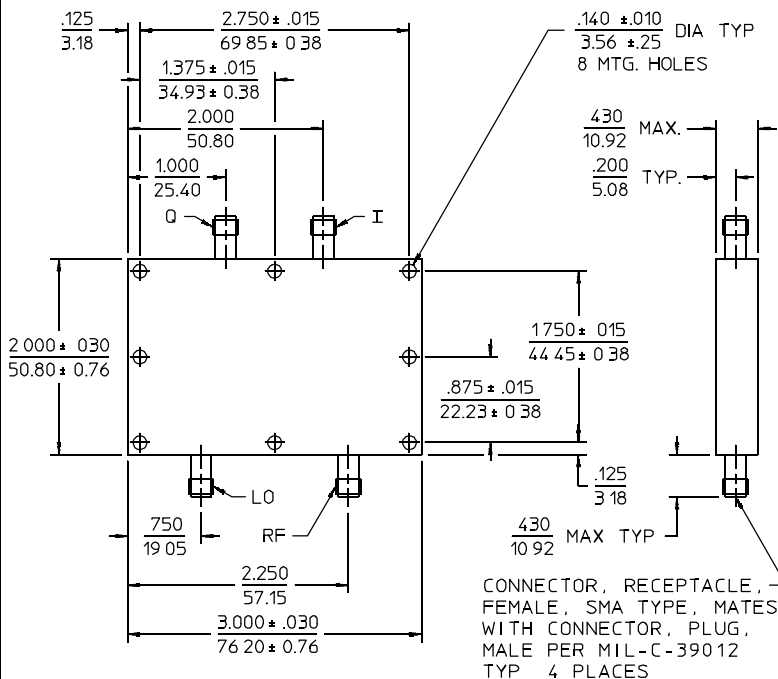 .125
3.18
2.750 ± .015
69 85 ± 0 38
.140 ±.010
3.56 ±.25
DIA TYP
8 MTG. HOLES
1.375 ± .015
34.93 ± 0.38
2.000
50.80
1.000
25.40
430
10.92
MAX.
.200
5.08
TYP.
Q
I
2 000 ± 030
50.80 ± 0.76
1 750 ± 015
44 45 ± 0 38
.875 ± .015
22.23 ± 0 38
.125
3 18
LO
RF
750
19 05
430
10 92
MAX TYP
2.250
57.15
3.000 ± .030
76 20 ± 0.76
CONNECTOR, RECEPTACLE,
FEMALE, SMA TYPE, MATES
WITH CONNECTOR, PLUG,
MALE PER MIL-C-39012
TYP 4 PLACES